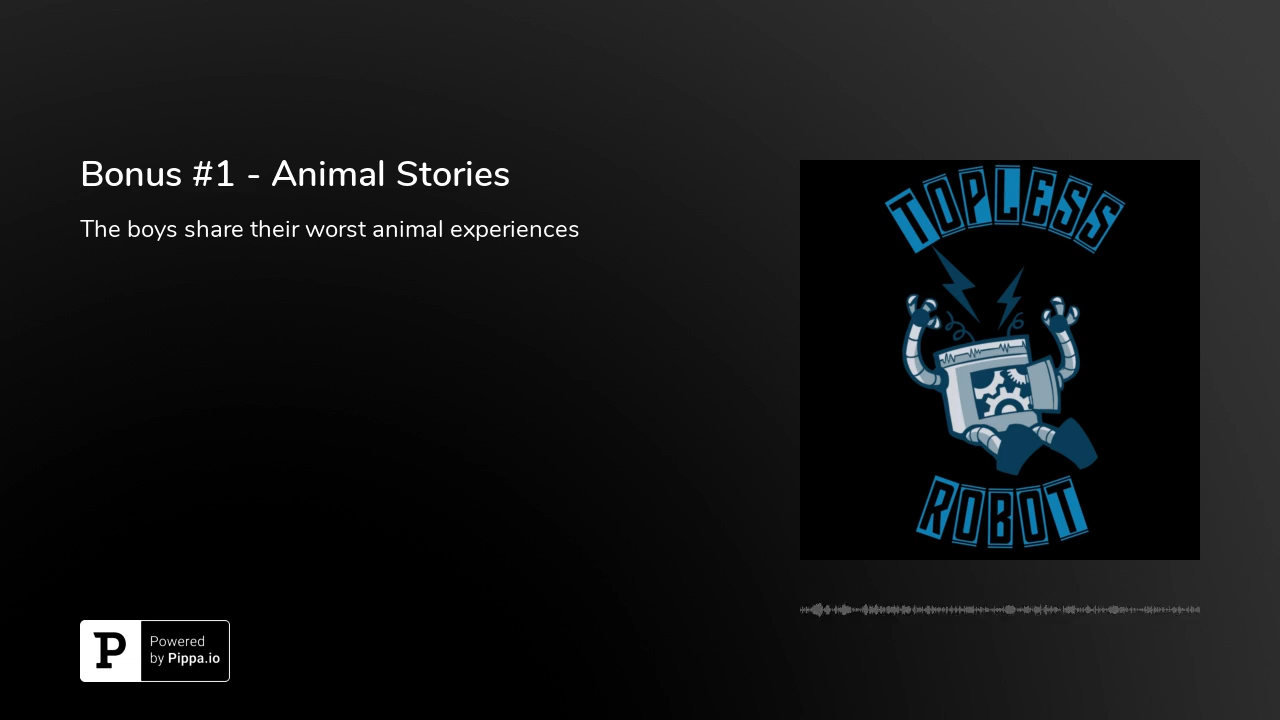 Bonus #1 - Animal Stories
The boys share their worst animal experiences
TOPLESS
ROBOT
P
Powered
by Pippa.io